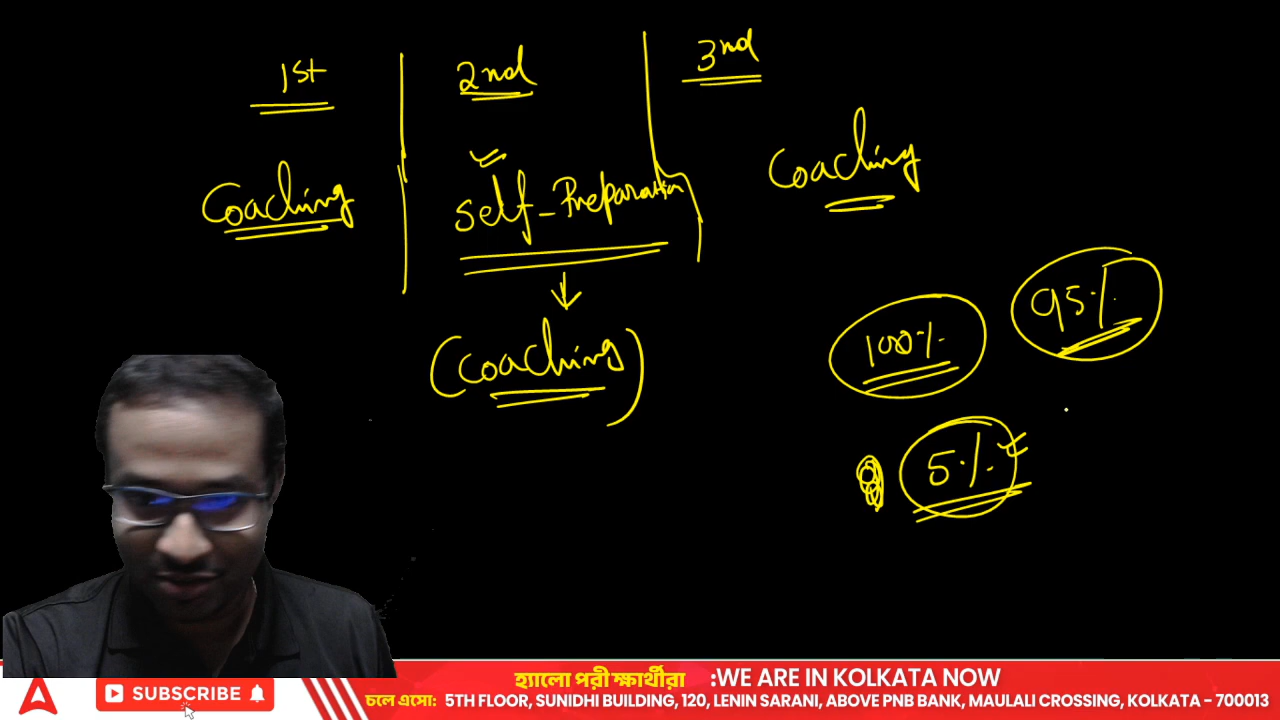 1st
2nd
3nd
Coaching
self-Preparation
Coaching
(Coaching)
100%
95%
5%
হ্যালো পরীক্ষার্থীরা :WE ARE IN KOLKATA NOW
SUBSCRIBE
চলে এসো: 5TH FLOOR, SUNIDHI BUILDING, 120, LENIN SARANI, ABOVE PNB BANK, MAULALI CROSSING, KOLKATA - 700013